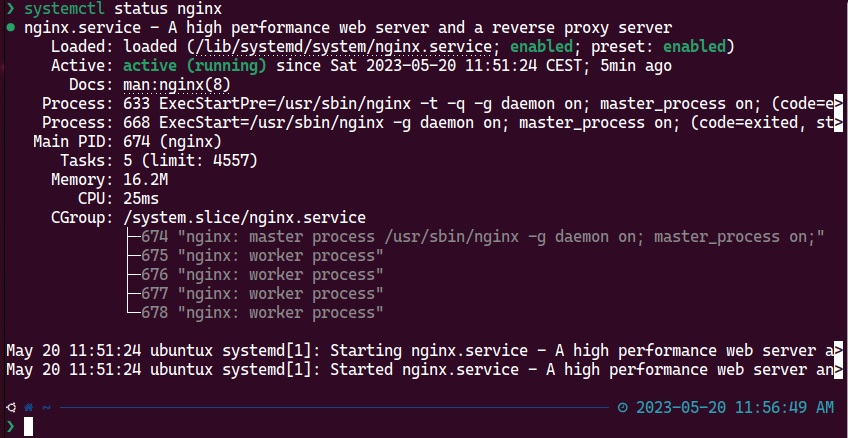 ❯ systemctl status nginx
● nginx.service - A high performance web server and a reverse proxy server
Loaded: loaded (/lib/systemd/system/nginx.service; enabled; preset: enabled)
Active: active (running) since Sat 2023-05-20 11:51:24 CEST; 5min ago
Docs: man:nginx(8)
Process: 633 ExecStartPre=/usr/sbin/nginx -t -q -g daemon on; master_process on; (code=e>
Process: 668 ExecStart=/usr/sbin/nginx -g daemon on; master_process on; (code=exited, st>
Main PID: 674 (nginx)
Tasks: 5 (limit: 4557)
Memory: 16.2M
CPU: 25ms
CGroup: /system.slice/nginx.service
├─674 "nginx: master process /usr/sbin/nginx -g daemon on; master_process on;"
├─675 "nginx: worker process"
├─676 "nginx: worker process"
├─677 "nginx: worker process"
└─678 "nginx: worker process"
May 20 11:51:24 ubuntux systemd[1]: Starting nginx.service - A high performance web server a>
May 20 11:51:24 ubuntux systemd[1]: Started nginx.service - A high performance web server an>
~ 2023-05-20 11:56:49 AM
❯